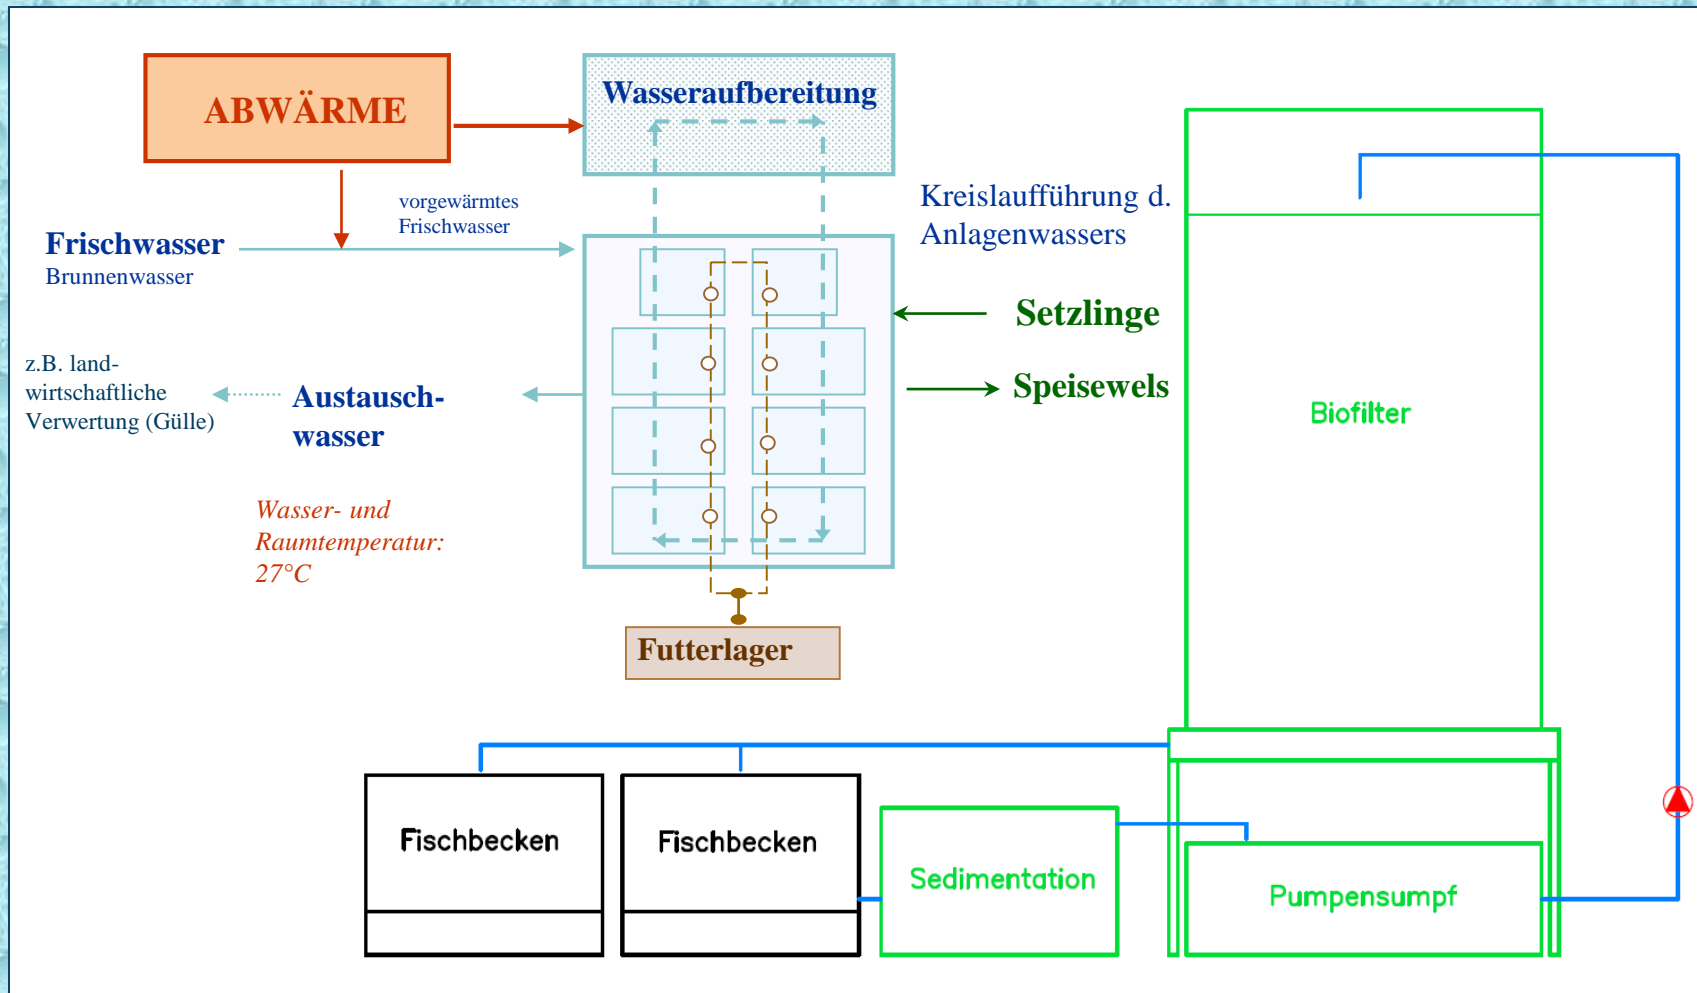 ABWÄRME
Wasseraufbereitung
vorgewärmtes
Frischwasser
Frischwasser
Brunnenwasser
Kreislaufführung d.
Anlagenwassers
Setzlinge
Speisewels
z.B. land-
wirtschaftliche
Verwertung (Gülle)
Austausch-
wasser
Wasser- und
Raumtemperatur:
27°C
Futterlager
Biofilter
Fischbecken
Fischbecken
Sedimentation
Pumpensumpf